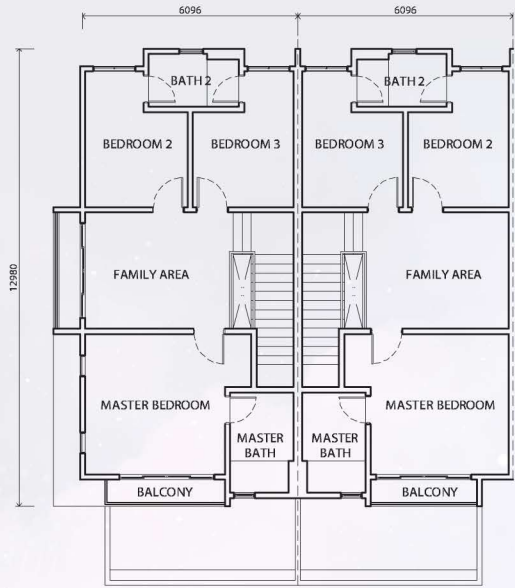 6096
6096
12980
BATH 2
BATH 2
BEDROOM 2
BEDROOM 3
BEDROOM 3
BEDROOM 2
FAMILY AREA
FAMILY AREA
MASTER BEDROOM
MASTER BEDROOM
MASTER
BATH
MASTER
BATH
BALCONY
BALCONY